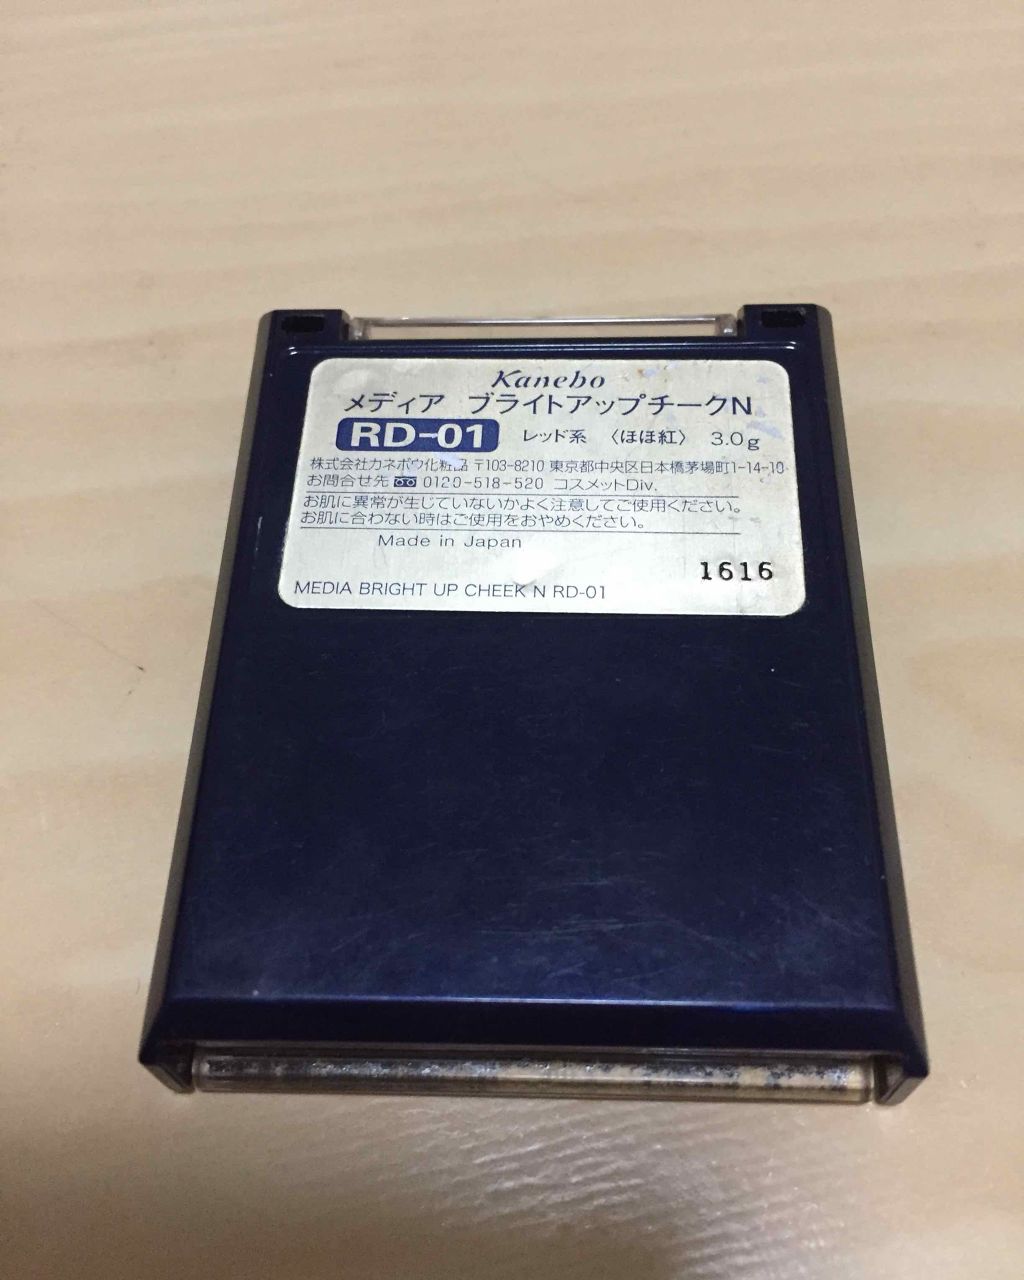 Kanebo
メディア ブライトアップチークN
RD-01 レッド系 〈ほほ紅〉 3.0g
株式会社カネボウ化粧品 〒103-8210 東京都中央区日本橋茅場町1-14-10
お問合せ先 0120-518-520 コスメットDiv.
お肌に異常が生じていないかよく注意してご使用ください。
お肌に合わない時はご使用をおやめください。
Made in Japan
1616
MEDIA BRIGHT UP CHEEK N RD-01